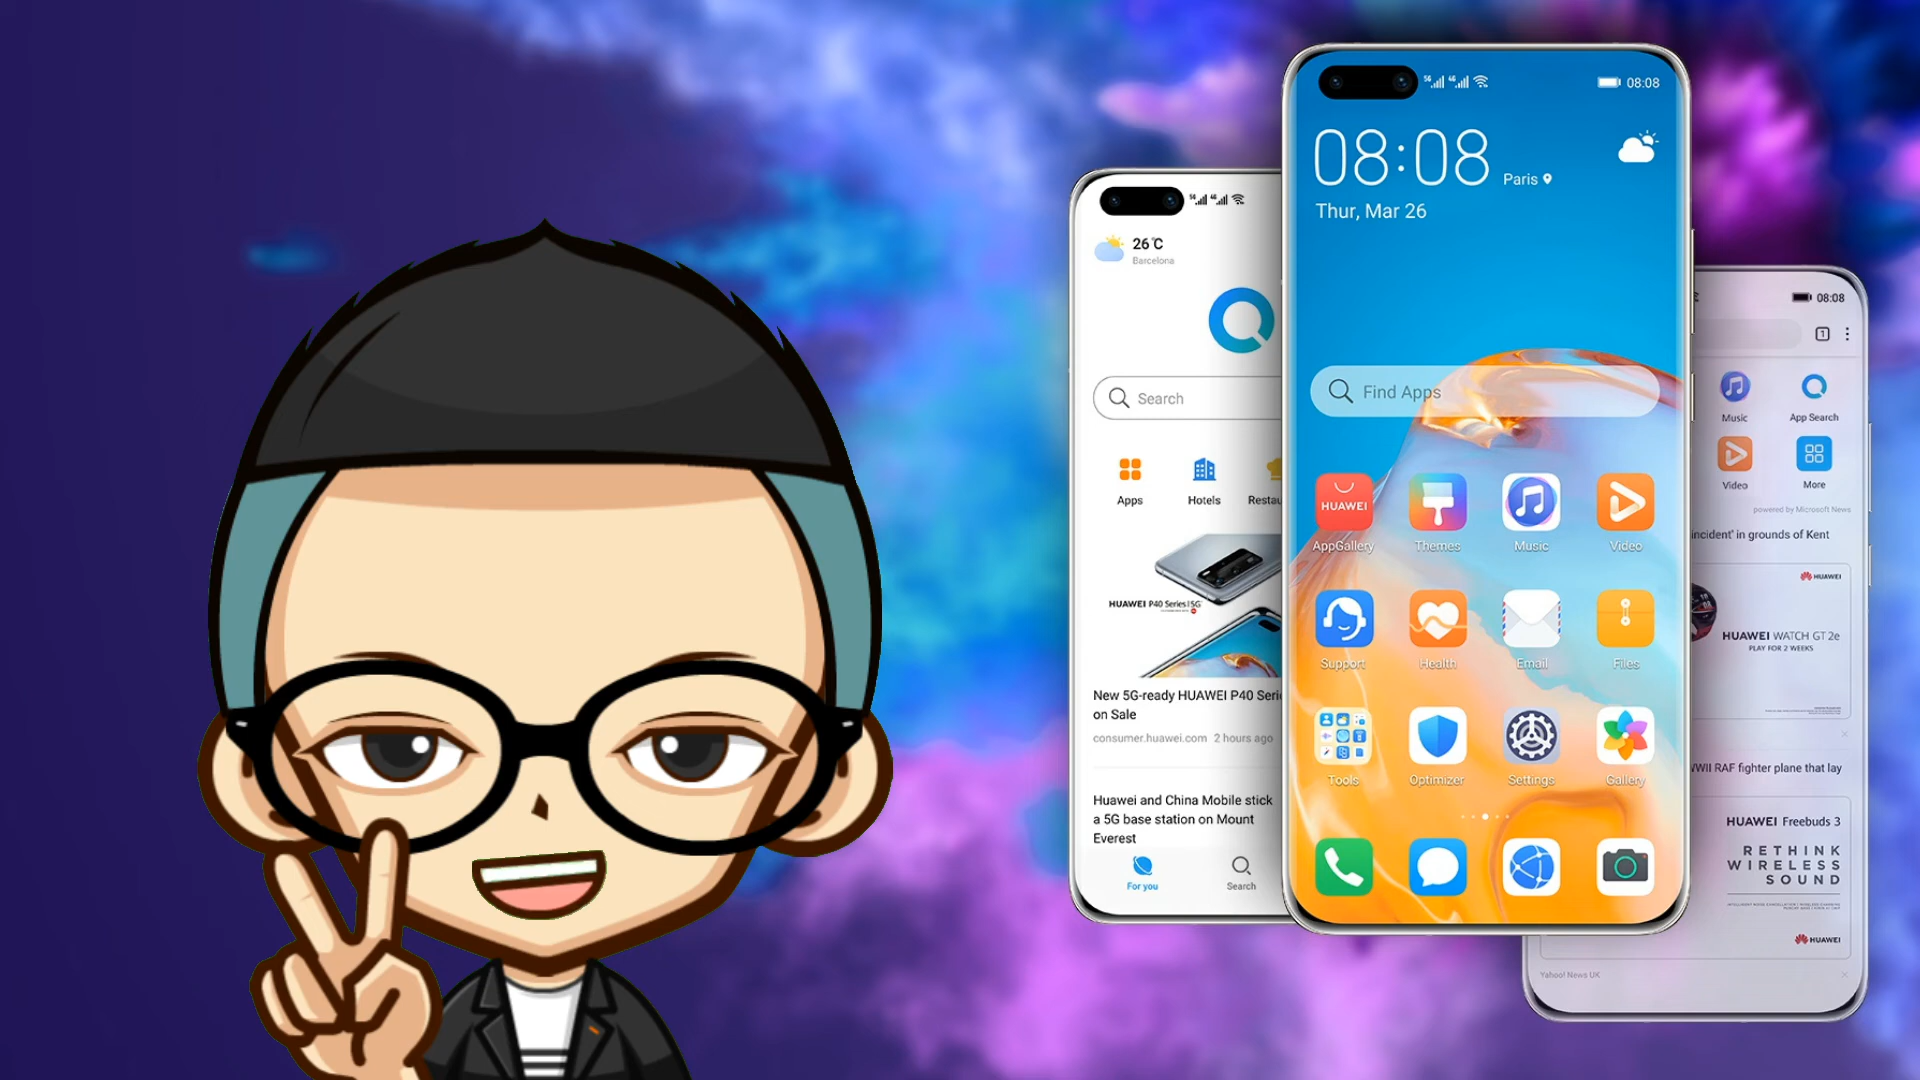 26°C
Barcelona
Search
Apps
Hotels
Restau
HUAWEI P40 Series|5G
New 5G-ready HUAWEI P40 Seri
on Sale
consumer.huawei.com 2 hours ago
Huawei and China Mobile stick
a 5G base station on Mount
Everest
For you
Search
5G 4G 08:08
08:08
Paris
Thur, Mar 26
Find Apps
HUAWEI
AppGallery
Themes
Music
Video
Support
Health
Email
Files
Tools
Optimizer
Settings
Gallery
08:08
1
Music
App Search
Video
More
powered by Microsoft News
incident' in grounds of Kent
HUAWEI
HUAWEI WATCH GT 2e
PLAY FOR 2 WEEKS
WII RAF fighter plane that lay
HUAWEI Freebuds 3
RETHINK
WIRELESS
SOUND
HUAWEI
Yahoo! News UK